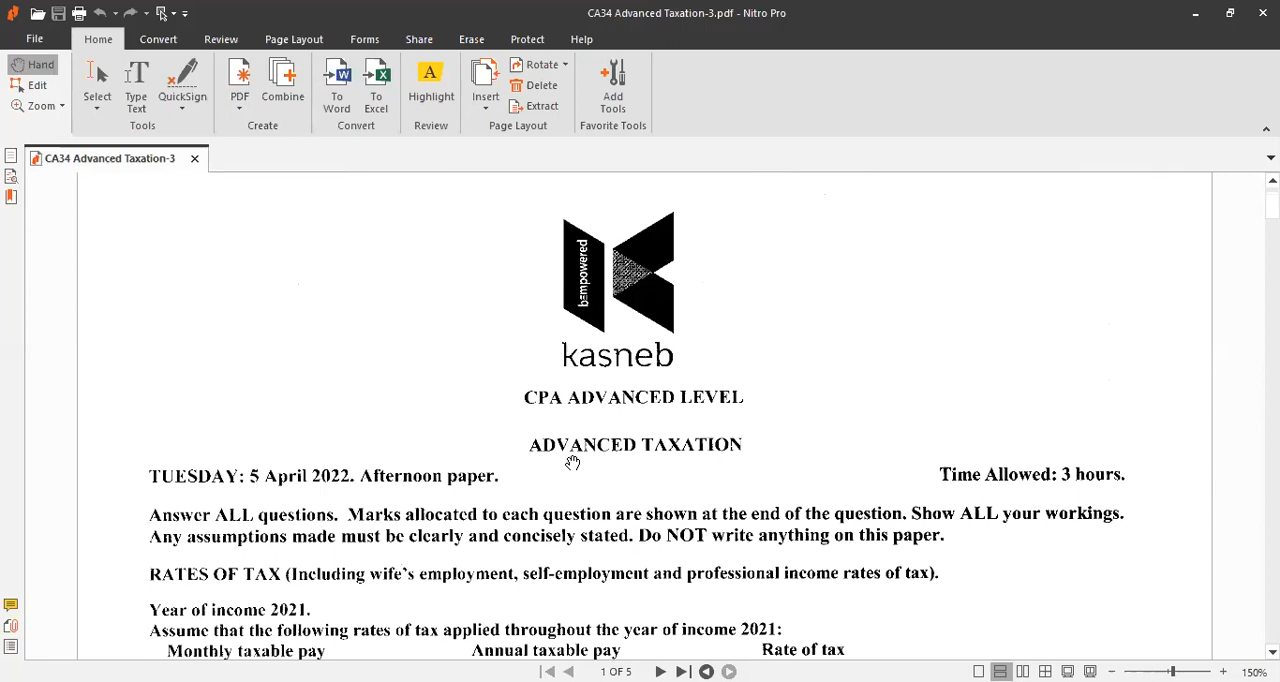 CA34 Advanced Taxation-3.pdf - Nitro Pro
File Home Convert Review Page Layout Forms Share Erase Protect Help
Hand
Edit
Zoom
Select
Type Text
QuickSign
Tools
PDF
Combine
Create
To Word
To Excel
Convert
Highlight
Review
Insert
Rotate
Delete
Extract
Page Layout
Add Tools
Favorite Tools
CA34 Advanced Taxation-3
bempowered
kasneb
CPA ADVANCED LEVEL
ADVANCED TAXATION
TUESDAY: 5 April 2022. Afternoon paper. Time Allowed: 3 hours.
Answer ALL questions. Marks allocated to each question are shown at the end of the question. Show ALL your workings.
Any assumptions made must be clearly and concisely stated. Do NOT write anything on this paper.
RATES OF TAX (Including wife's employment, self-employment and professional income rates of tax).
Year of income 2021.
Assume that the following rates of tax applied throughout the year of income 2021:
Monthly taxable pay Annual taxable pay Rate of tax
1 OF 5
150%